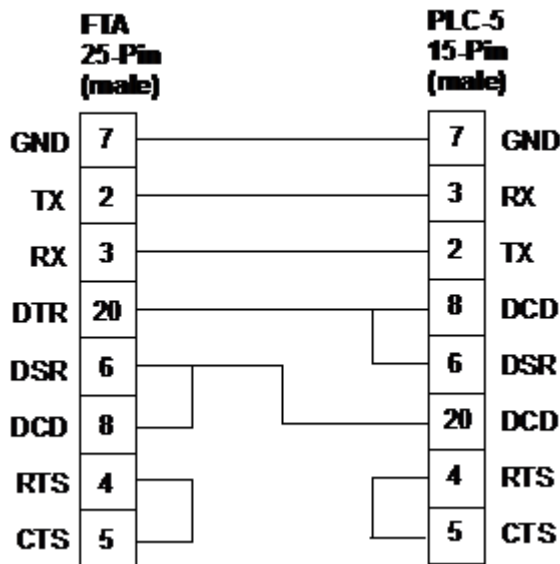 FTA
25-Pin
(male)
PLC-5
15-Pin
(male)
GND 7 7 GND
TX 2 3 RX
RX 3 2 TX
DTR 20 8 DCD
DSR 6 6 DSR
DCD 8 20 DCD
RTS 4 4 RTS
CTS 5 5 CTS